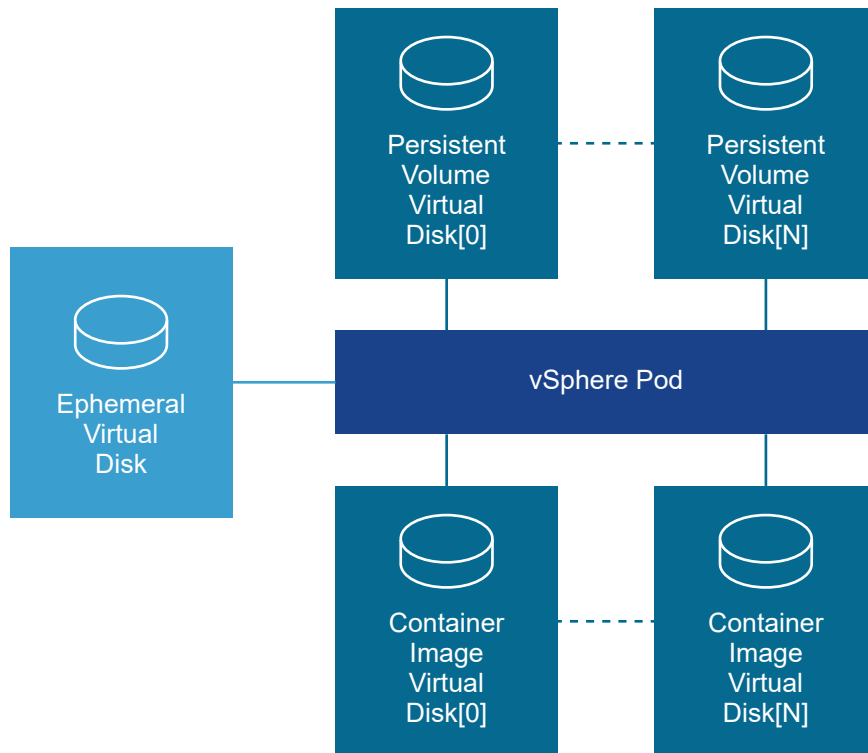 Persistent
Volume
Virtual
Disk[0]
Persistent
Volume
Virtual
Disk[N]
Ephemeral
Virtual
Disk
vSphere Pod
Container
Image
Virtual
Disk[0]
Container
Image
Virtual
Disk[N]